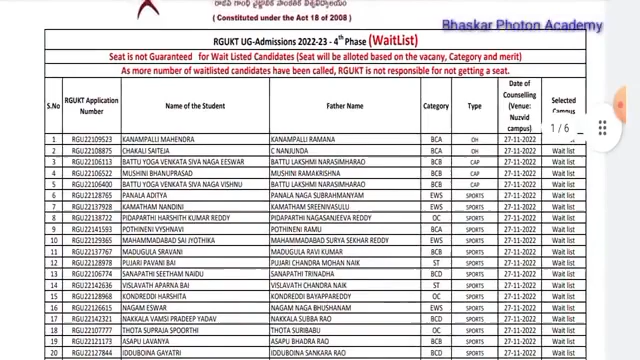 రాజీవ్ గాంధీ వైజ్ఞానిక సాంకేతిక విశ్వవిద్యాలయం
( Constituted under the Act 18 of 2008 )
Bhaskar Photon Academy
RGUKT UG-Admissions 2022-23 - 4th Phase (WaitList)
Seat is not Guaranteed for Wait Listed Candidates (Seat will be alloted based on the vacancy, Category and merit)
As more number of waitlisted candidates have been called, RGUKT is not responsible for not getting a seat.
S.No RGUKT Application Number Name of the Student Father Name Category Type Date of Counselling (Venue: Nuzvid campus) Selected Campus
1/6
1 RGU22109523 KANAMPALLI MAHENDRA KANAMPALLI RAMANA BCA OH 27-11-2022
2 RGU22108875 CHAKALI SAITEJA C NANJUNDA BCA OH 27-11-2022 Wait list
3 RGU22106113 BATTU YOGA VENKATA SIVA NAGA EESWAR BATTU LAKSHMI NARASIMHARAO BCB CAP 27-11-2022 Wait list
4 RGU22106522 MUSHINI BHANUPRASAD MUSHINI RAMAKRISHNA BCB CAP 27-11-2022 Wait list
5 RGU22106400 BATTU YOGA VENKATA SIVA NAGA VISHNU BATTU LAKSHMI NARASIMHARAO BCB CAP 27-11-2022 Wait list
6 RGU22128765 PANALA ADITYA PANALA NAGA SUBRAHMANYAM EWS SPORTS 27-11-2022 Wait list
7 RGU22137928 KAMATHAM NANDINI KAMATHAM SREENIVASULU EWS SPORTS 27-11-2022 Wait list
8 RGU22138722 PIDAPARTHI HARSHITH KUMAR REDDY PIDAPARTHI NAGASANJEEVA REDDY OC SPORTS 27-11-2022 Wait list
9 RGU22141593 POTHINENI VYSHNAVI POTHINENI RAMU OC SPORTS 27-11-2022 Wait list
10 RGU22129365 MAHAMMADABAD SAI JYOTHIKA MAHAMMADABAD SURYA SEKHAR REDDY EWS SPORTS 27-11-2022 Wait list
11 RGU22137767 MADUGULA SRAVANI MADUGULA RAVI KUMAR BCB SPORTS 27-11-2022 Wait list
12 RGU22128978 PUJARI PAVANI BAI PUJARI CHANDRA MOHAN NAIK ST SPORTS 27-11-2022 Wait list
13 RGU22106774 SANAPATHI SEETHAM NAIDU SANAPATHI TRINADHA BCD SPORTS 27-11-2022 Wait list
14 RGU22142636 VISLAVATH APARNA BAI VISLAVATH CHANDA NAIK ST SPORTS 27-11-2022 Wait list
15 RGU22128968 KONDREDDI HARSHITA KONDREDDI BAYAPPAREDDY OC SPORTS 27-11-2022 Wait list
16 RGU22126615 NAGAM ESWAR NAGAM NAGA BHUSHANAM EWS SPORTS 27-11-2022 Wait list
17 RGU22142321 NAKKALA VAMSI PRADEEP YADAV NAKKALA SUBBA RAO BCD SPORTS 27-11-2022 Wait list
18 RGU22107777 THOTA SUPRAJA SPOORTHI THOTA SURIBABU OC SPORTS 27-11-2022 Wait list
19 RGU22121173 ASAPU LAVANYA ASAPU BHADRA RAO BCD SPORTS 27-11-2022 Wait list
20 RGU22127844 IDDUBOINA GAYATRI IDDUBOINA SANKARA RAO BCD SPORTS 27-11-2022 Wait list